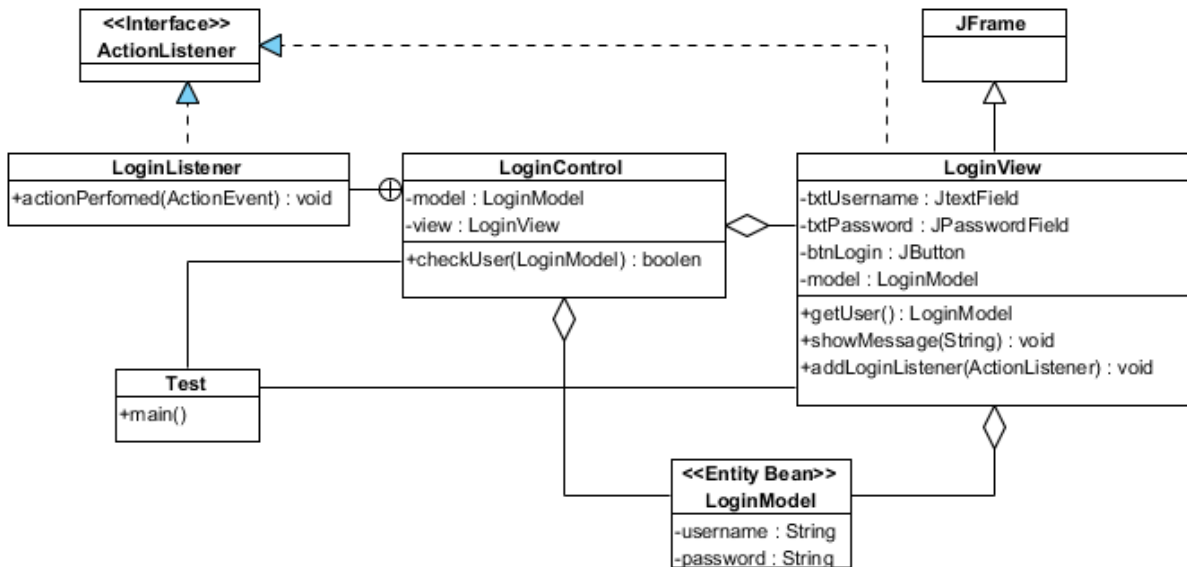 <<Interface>>
ActionListener
JFrame
LoginListener
+actionPerfomed(ActionEvent) : void
LoginControl
-model : LoginModel
-view : LoginView
+checkUser(LoginModel) : boolen
LoginView
-txtUsername : JtextField
-txtPassword : JPasswordField
-btnLogin : JButton
-model : LoginModel
+getUser() : LoginModel
+showMessage(String) : void
+addLoginListener(ActionListener) : void
Test
+main()
<<Entity Bean>>
LoginModel
-username : String
-password : String